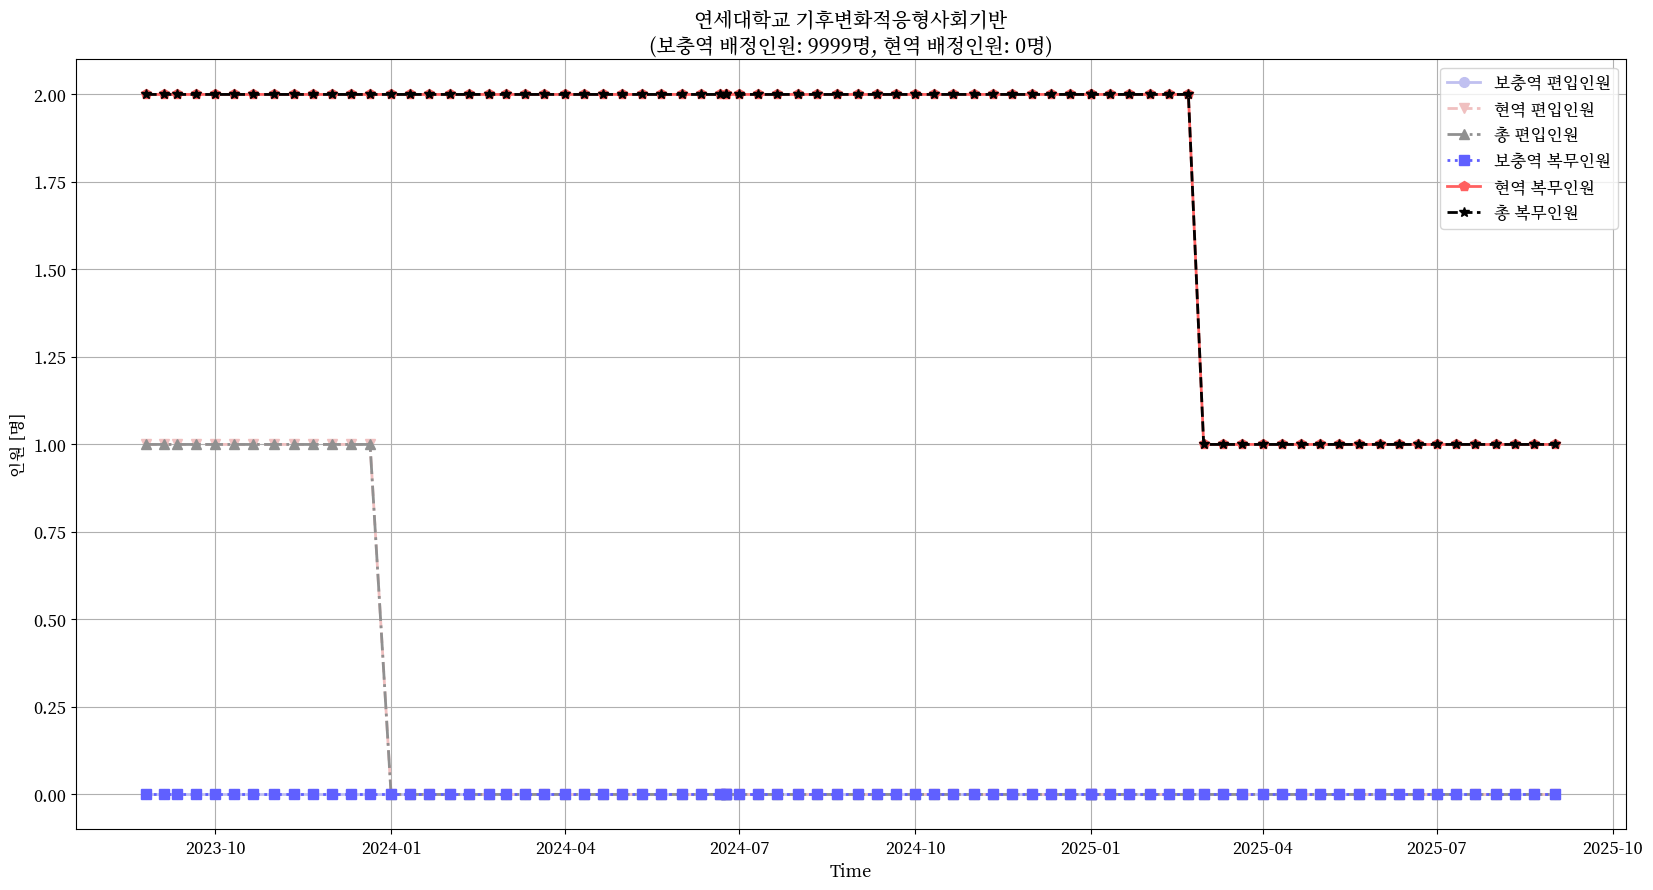 연세대학교 기후변화적응형사회기반
(보충역 배정인원: 9999명, 현역 배정인원: 0명)
보충역 편입인원
현역 편입인원
총 편입인원
보충역 복무인원
현역 복무인원
총 복무인원
인원 [명]
2.00
1.75
1.50
1.25
1.00
0.75
0.50
0.25
0.00
2023-10
2024-01
2024-04
2024-07
2024-10
2025-01
2025-04
2025-07
2025-10
Time